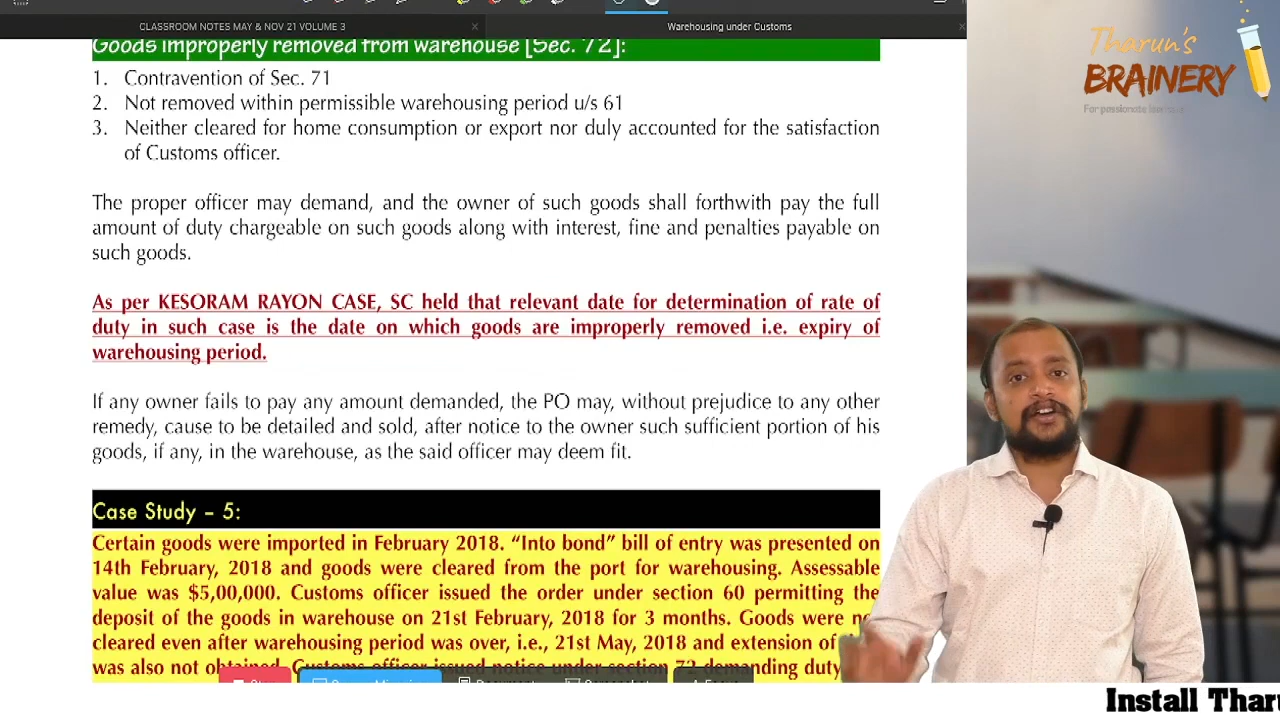 CLASSROOM NOTES MAY & NOV 21 VOLUME 3
Warehousing under Customs
Goods improperly removed from warehouse [Sec. 72]:
1. Contravention of Sec. 71
2. Not removed within permissible warehousing period u/s 61
3. Neither cleared for home consumption or export nor duly accounted for the satisfaction
of Customs officer.
The proper officer may demand, and the owner of such goods shall forthwith pay the full
amount of duty chargeable on such goods along with interest, fine and penalties payable on
such goods.
As per KESORAM RAYON CASE, SC held that relevant date for determination of rate of
duty in such case is the date on which goods are improperly removed i.e. expiry of
warehousing period.
If any owner fails to pay any amount demanded, the PO may, without prejudice to any other
remedy, cause to be detailed and sold, after notice to the owner such sufficient portion of his
goods, if any, in the warehouse, as the said officer may deem fit.
Case Study – 5:
Certain goods were imported in February 2018. “Into bond” bill of entry was presented on
14th February, 2018 and goods were cleared from the port for warehousing. Assessable
value was $5,00,000. Customs officer issued the order under section 60 permitting the
deposit of the goods in warehouse on 21st February, 2018 for 3 months. Goods were
cleared even after warehousing period was over, i.e., 21st May, 2018 and extension of
was also not obtained. Customs officer issued notice under section 72 demanding duty
Tharun's
BRAINERY
For passionate
Install